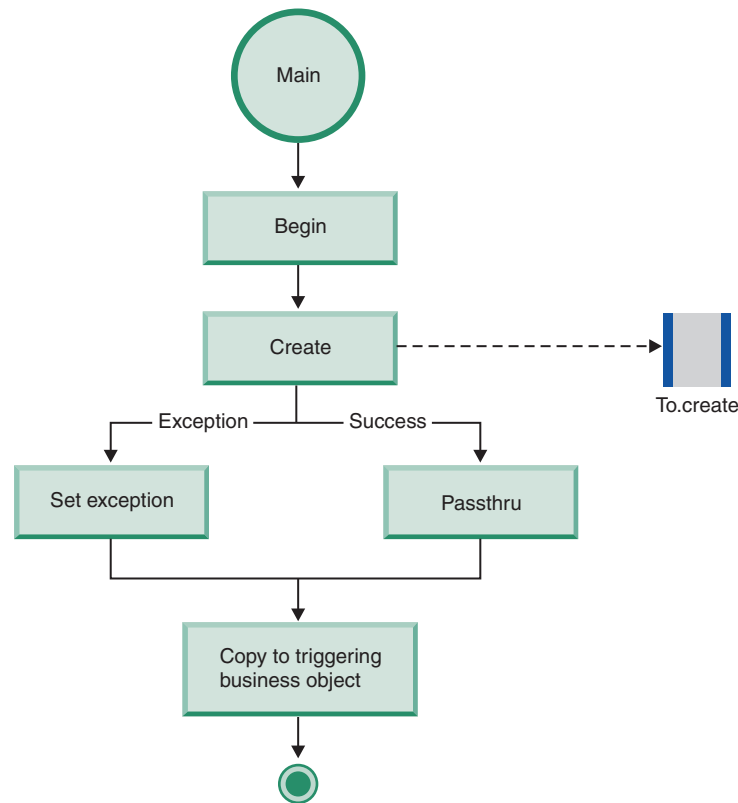 Main
Begin
Create
To.create
Exception
Success
Set exception
Passthru
Copy to triggering
business object